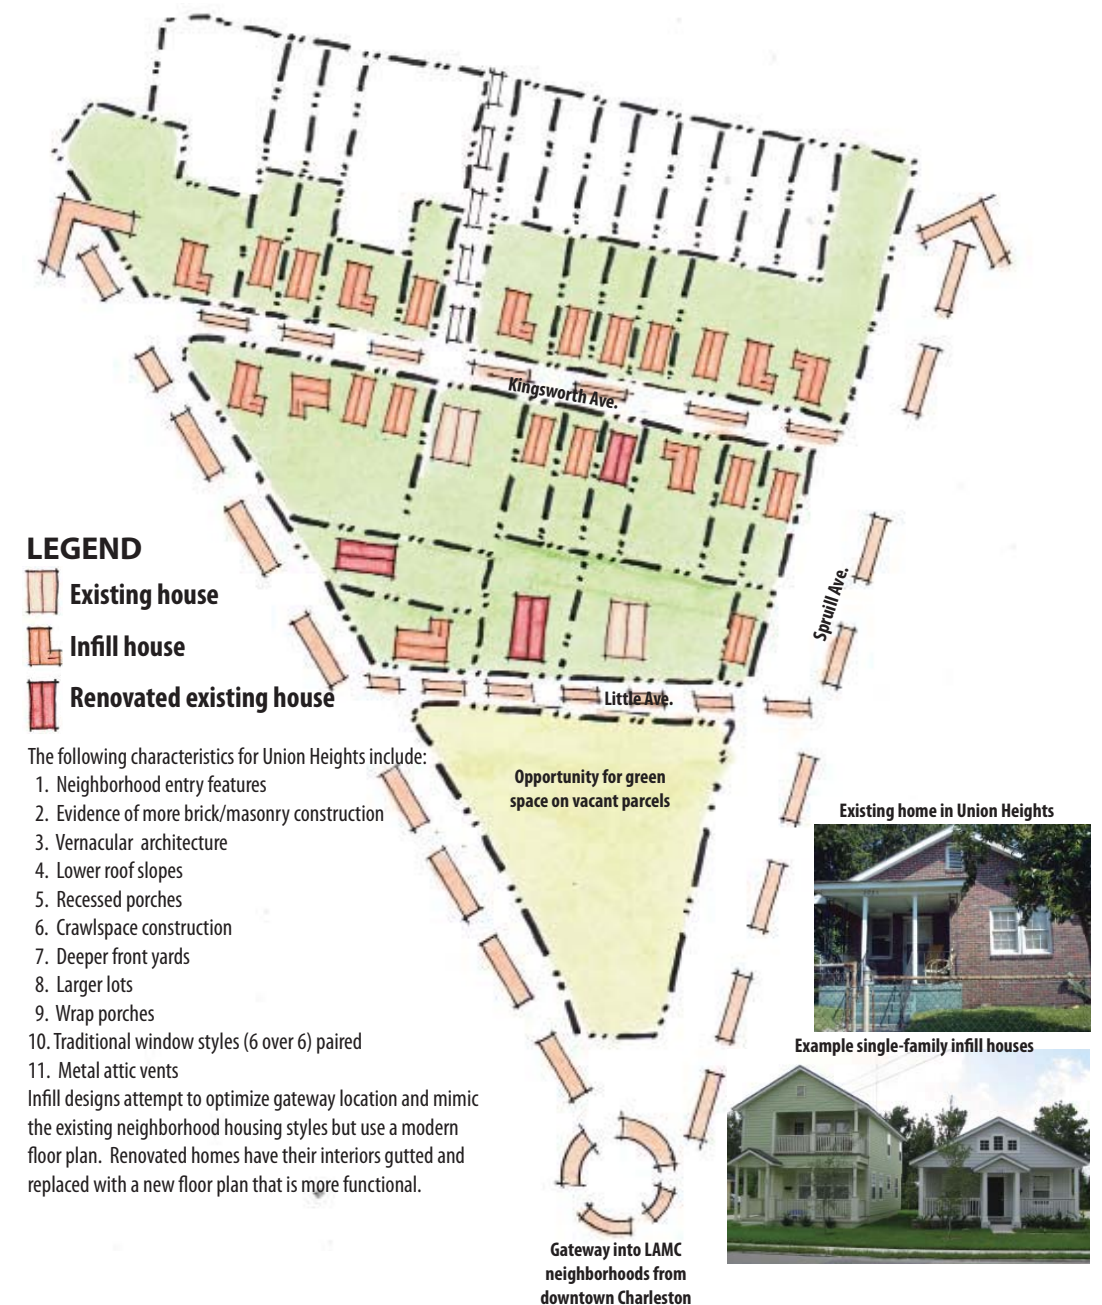 Kingsworth Ave.
LEGEND
Existing house
Infill house
Renovated existing house
Spruill Ave.
Little Ave.
The following characteristics for Union Heights include:
1. Neighborhood entry features
2. Evidence of more brick/masonry construction
3. Vernacular architecture
4. Lower roof slopes
5. Recessed porches
6. Crawlspace construction
7. Deeper front yards
8. Larger lots
9. Wrap porches
10. Traditional window styles (6 over 6) paired
11. Metal attic vents
Infill designs attempt to optimize gateway location and mimic
the existing neighborhood housing styles but use a modern
floor plan. Renovated homes have their interiors gutted and
replaced with a new floor plan that is more functional.
Opportunity for green
space on vacant parcels
Existing home in Union Heights
Example single-family infill houses
Gateway into LAMC
neighborhoods from
downtown Charleston